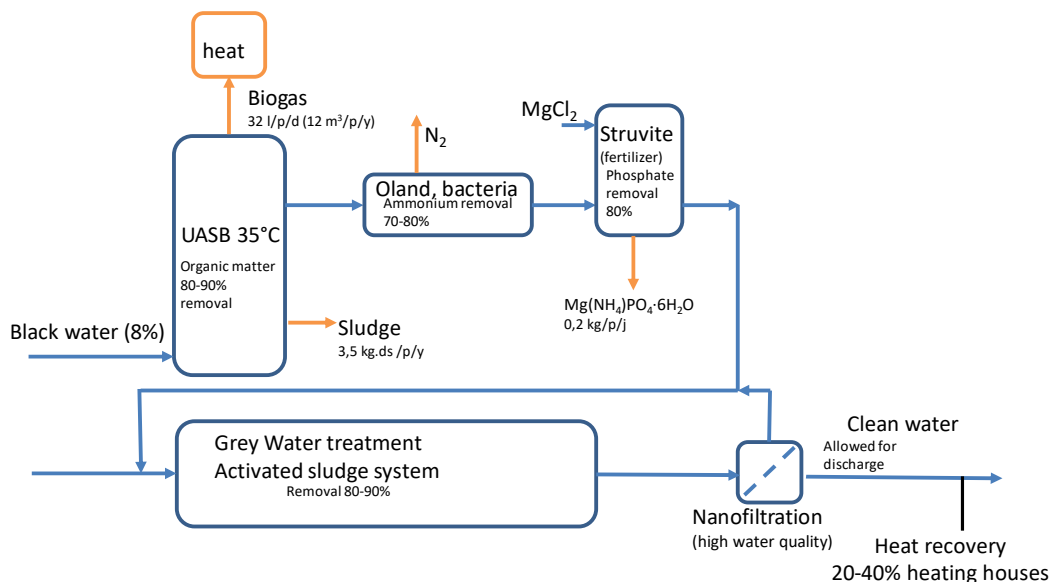 heat
Biogas
32 l/p/d (12 m³/p/y)
N₂
MgCl₂
Struvite
(fertilizer)
Phosphate
removal
80%
Oland, bacteria
Ammonium removal
70-80%
UASB 35°C
Organic matter
80-90%
removal
Mg(NH₄)PO₄·6H₂O
0,2 kg/p/j
Sludge
3,5 kg.ds /p/y
Black water (8%)
Grey Water treatment
Activated sludge system
Removal 80-90%
Clean water
Allowed for
discharge
Nanofiltration
(high water quality)
Heat recovery
20-40% heating houses